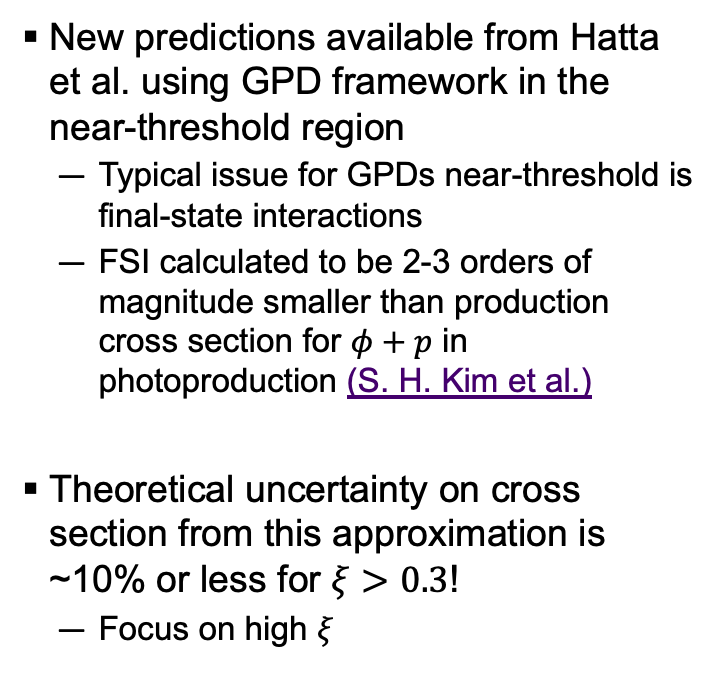 ▪ New predictions available from Hatta
et al. using GPD framework in the
near-threshold region
— Typical issue for GPDs near-threshold is
final-state interactions
— FSI calculated to be 2-3 orders of
magnitude smaller than production
cross section for 𝜙 + 𝑝 in
photoproduction (S. H. Kim et al.)
▪ Theoretical uncertainty on cross
section from this approximation is
~10% or less for 𝜉 > 0.3!
— Focus on high 𝜉